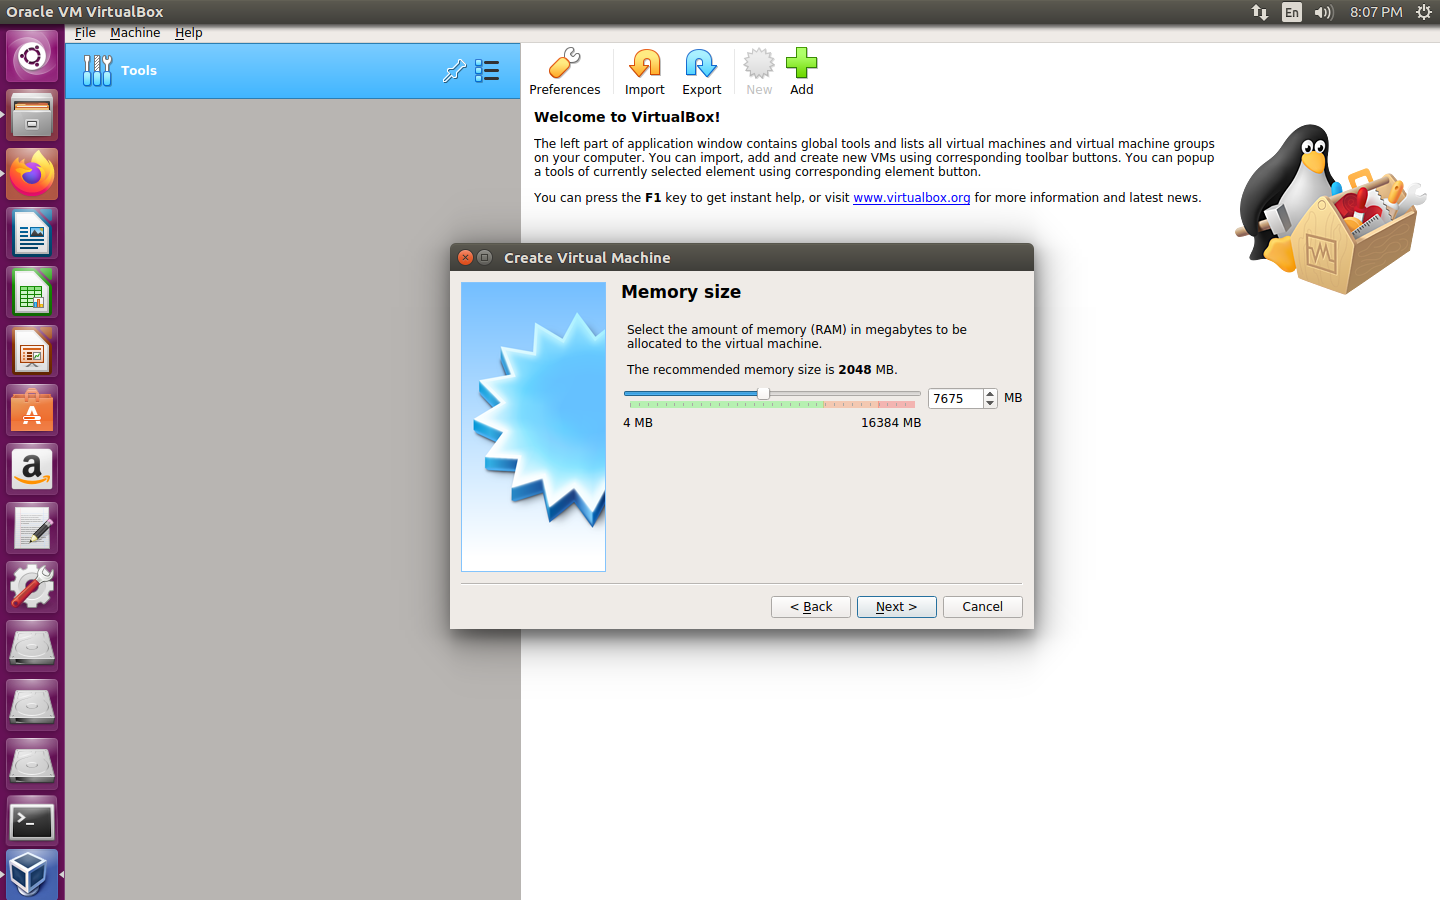 Oracle VM VirtualBox
En
8:07 PM
File Machine Help
Tools
Preferences
Import
Export
New
Add
Welcome to VirtualBox!
The left part of application window contains global tools and lists all virtual machines and virtual machine groups
on your computer. You can import, add and create new VMs using corresponding toolbar buttons. You can popup
a tools of currently selected element using corresponding element button.
You can press the F1 key to get instant help, or visit www.virtualbox.org for more information and latest news.
Create Virtual Machine
Memory size
Select the amount of memory (RAM) in megabytes to be
allocated to the virtual machine.
The recommended memory size is 2048 MB.
7675 MB
4 MB
16384 MB
< Back
Next >
Cancel